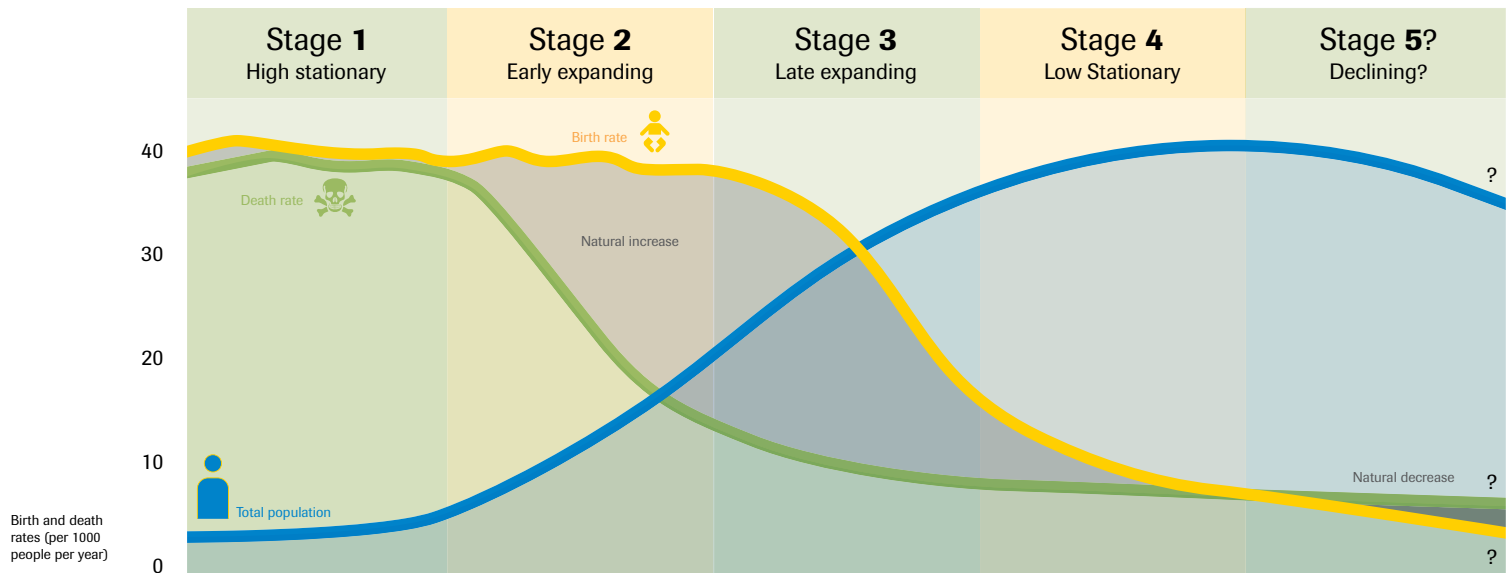 Stage 1
High stationary
Stage 2
Early expanding
Stage 3
Late expanding
Stage 4
Low Stationary
Stage 5?
Declining?
40
30
20
10
0
Birth and death
rates (per 1000
people per year)
Birth rate
Death rate
Natural increase
Total population
Natural decrease
?
?
?